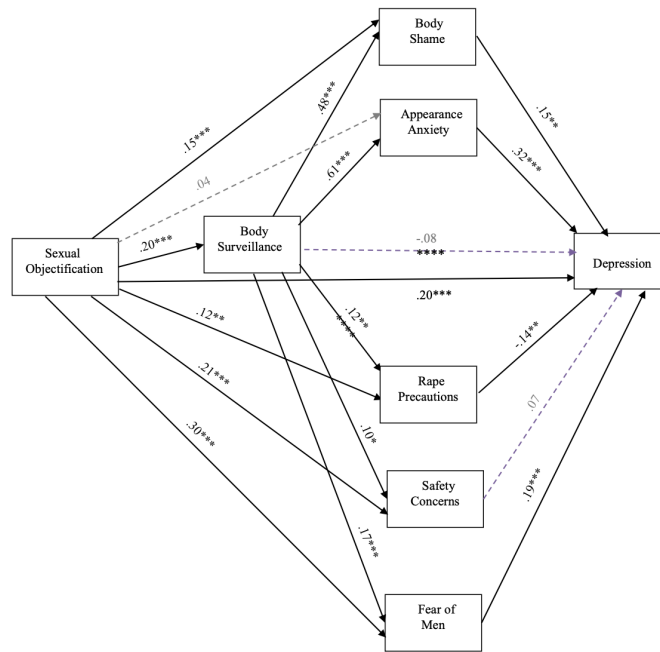 Body
Shame
.15***
.48***
.15**
Appearance
Anxiety
.04
.61***
.32***
Body
Surveillance
.20***
-.08
****
Sexual
Objectification
Depression
.20***
.12**
.12**
****
-.14**
.21***
Rape
Precautions
.07
.30***
.10*
Safety
Concerns
.19***
.17***
Fear of
Men